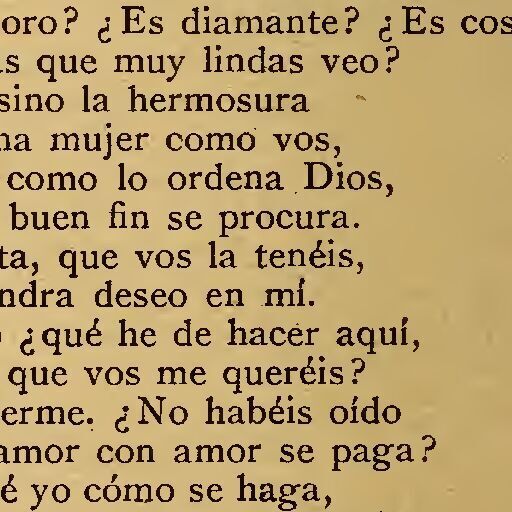 oro? ¿Es diamante? ¿Es cos
s que muy lindas veo?
sino la hermosura
na mujer como vos,
como lo ordena Dios,
buen fin se procura.
ta, que vos la tenéis,
ndra deseo en mí.
¿qué he de hacer aquí,
que vos me queréis?
erme. ¿No habéis oído
amor con amor se paga?
é yo cómo se haga,